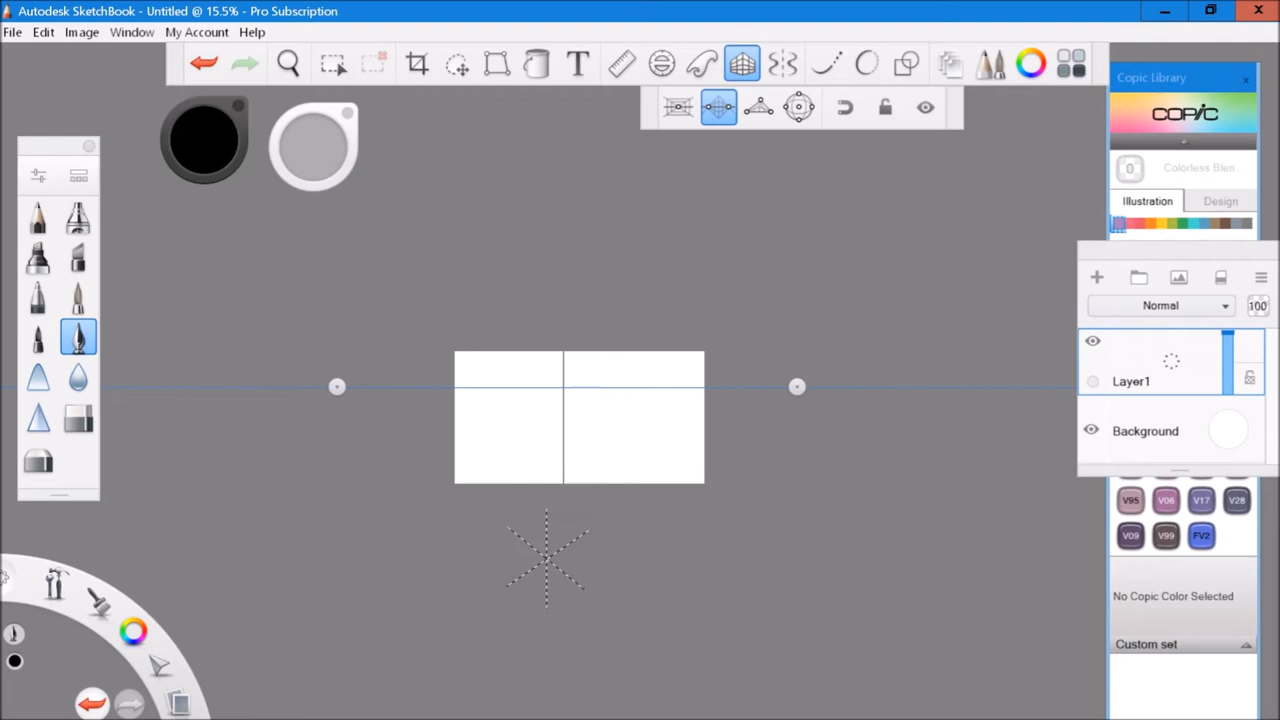 Autodesk SketchBook - Untitled @ 15.5% - Pro Subscription
File Edit Image Window My Account Help
T
Copic Library x
COPIC
0 Colorless Blen
Illustration Design
Normal 100
Layer1
Background
V95 V06 V17 V28
V09 V99 FV2
No Copic Color Selected
Custom set